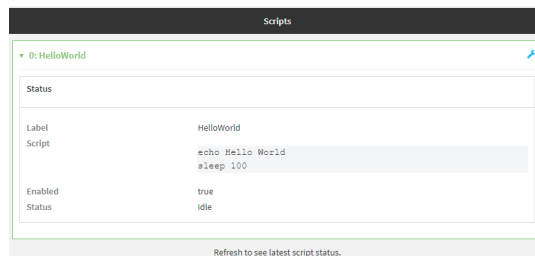 Scripts
0: HelloWorld
Status
Label HelloWorld
Script
echo Hello World
sleep 100
Enabled true
Status idle
Refresh to see latest script status.